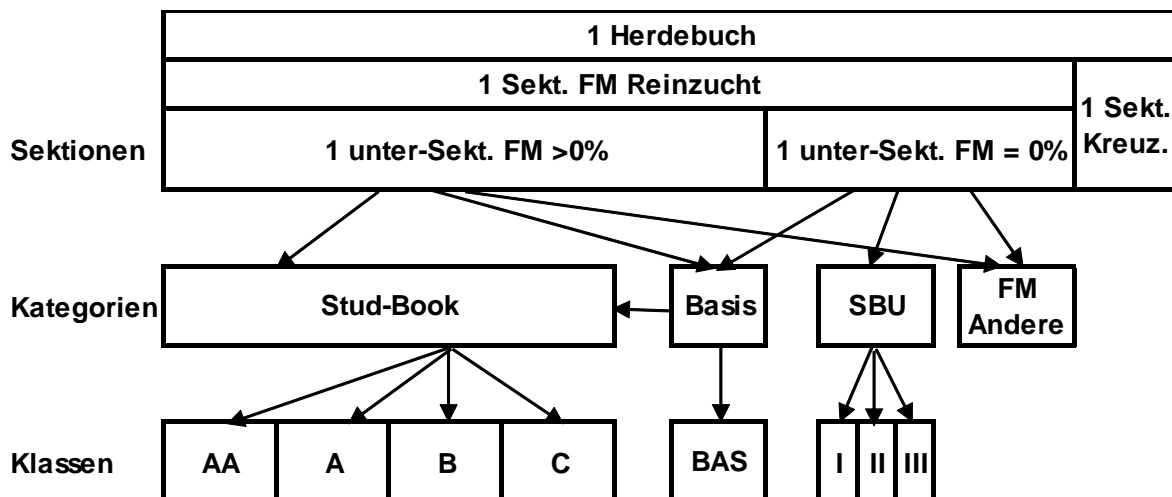 1 Herdebuch
1 Sekt. FM Reinzucht
1 Sekt.
Kreuz.
Sektionen
1 unter-Sekt. FM >0%
1 unter-Sekt. FM = 0%
Kategorien
Stud-Book
Basis
SBU
FM
Andere
Klassen
AA
A
B
C
BAS
I
II
III